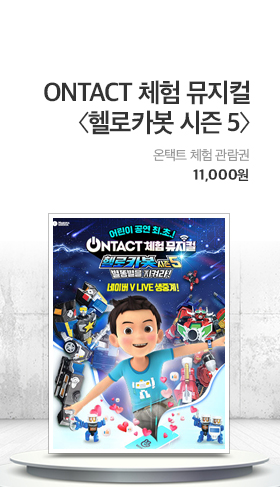 ONTACT 체험 뮤지컬
<헬로카봇 시즌 5>
온택트 체험 관람권
11,000원
어린이 공연 최.초.!
ONTACT 체험 뮤지컬
헬로카봇 시즌5
별똥별을 지켜라!
네이버 V LIVE 생중계!